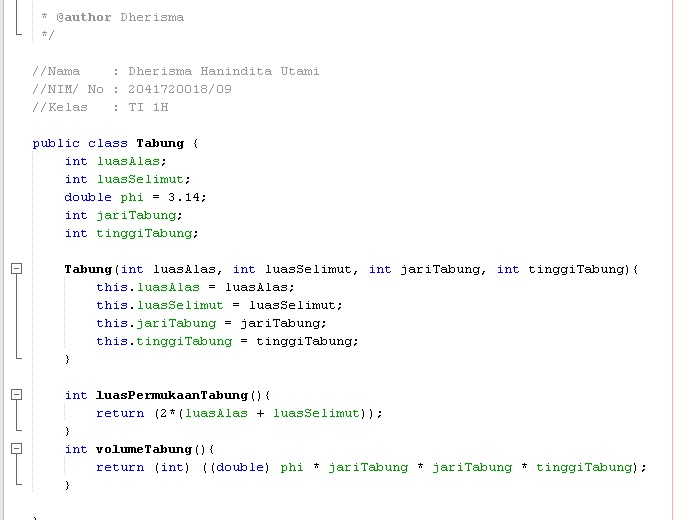 * @author Dherisma
*/
//Nama    : Dherisma Hanindita Utami
//NIM/ No : 2041720018/09
//Kelas   : TI 1H
public class Tabung {
    int luasAlas;
    int luasSelimut;
    double phi = 3.14;
    int jariTabung;
    int tinggiTabung;
    Tabung(int luasAlas, int luasSelimut, int jariTabung, int tinggiTabung){
        this.luasAlas = luasAlas;
        this.luasSelimut = luasSelimut;
        this.jariTabung = jariTabung;
        this.tinggiTabung = tinggiTabung;
    }
    int luasPermukaanTabung(){
        return (2*(luasAlas + luasSelimut));
    }
    int volumeTabung(){
        return (int) ((double) phi * jariTabung * jariTabung * tinggiTabung);
    }
}